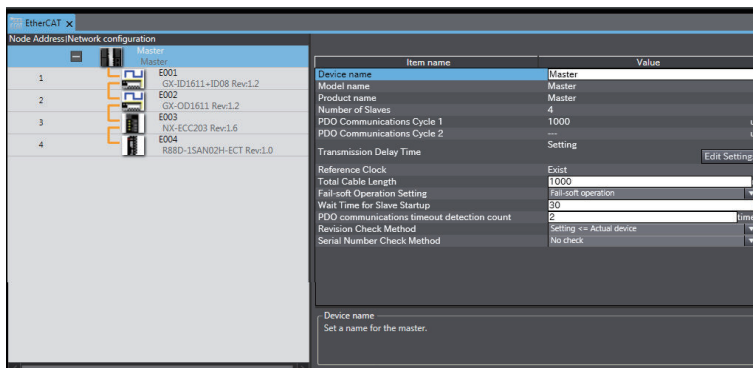 EtherCAT
Node Address|Network configuration
Master
Master
1
E001
GX-ID1611+ID08 Rev:1.2
2
E002
GX-OD1611 Rev:1.2
3
E003
NX-ECC203 Rev:1.6
4
E004
R88D-1SAN02H-ECT Rev:1.0
Item name Value
Device name Master
Model name Master
Product name Master
Number of Slaves 4
PDO Communications Cycle 1 1000 u
PDO Communications Cycle 2 --- u
Transmission Delay Time Setting
Edit Setting
Reference Clock Exist
Total Cable Length 1000
Fail-soft Operation Setting Fail-soft operation
Wait Time for Slave Startup 30
PDO communications timeout detection count 2 time
Revision Check Method Setting <= Actual device
Serial Number Check Method No check
Device name
Set a name for the master.